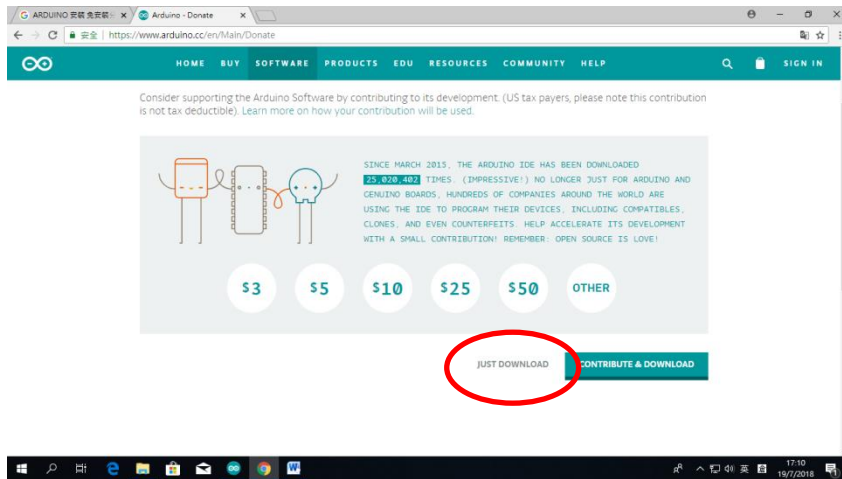 ARDUINO 安裝 免安裝
Arduino - Donate
安全 | https://www.arduino.cc/en/Main/Donate
HOME BUY SOFTWARE PRODUCTS EDU RESOURCES COMMUNITY HELP SIGN IN
Consider supporting the Arduino Software by contributing to its development. (US tax payers, please note this contribution
is not tax deductible). Learn more on how your contribution will be used.
SINCE MARCH 2015, THE ARDUINO IDE HAS BEEN DOWNLOADED
25,020,402 TIMES. (IMPRESSIVE!) NO LONGER JUST FOR ARDUINO AND
GENUINO BOARDS, HUNDREDS OF COMPANIES AROUND THE WORLD ARE
USING THE IDE TO PROGRAM THEIR DEVICES, INCLUDING COMPATIBLES,
CLONES, AND EVEN COUNTERFEITS. HELP ACCELERATE ITS DEVELOPMENT
WITH A SMALL CONTRIBUTION! REMEMBER: OPEN SOURCE IS LOVE!
$3 $5 $10 $25 $50 OTHER
JUST DOWNLOAD CONTRIBUTE & DOWNLOAD
英
17:10
19/7/2018